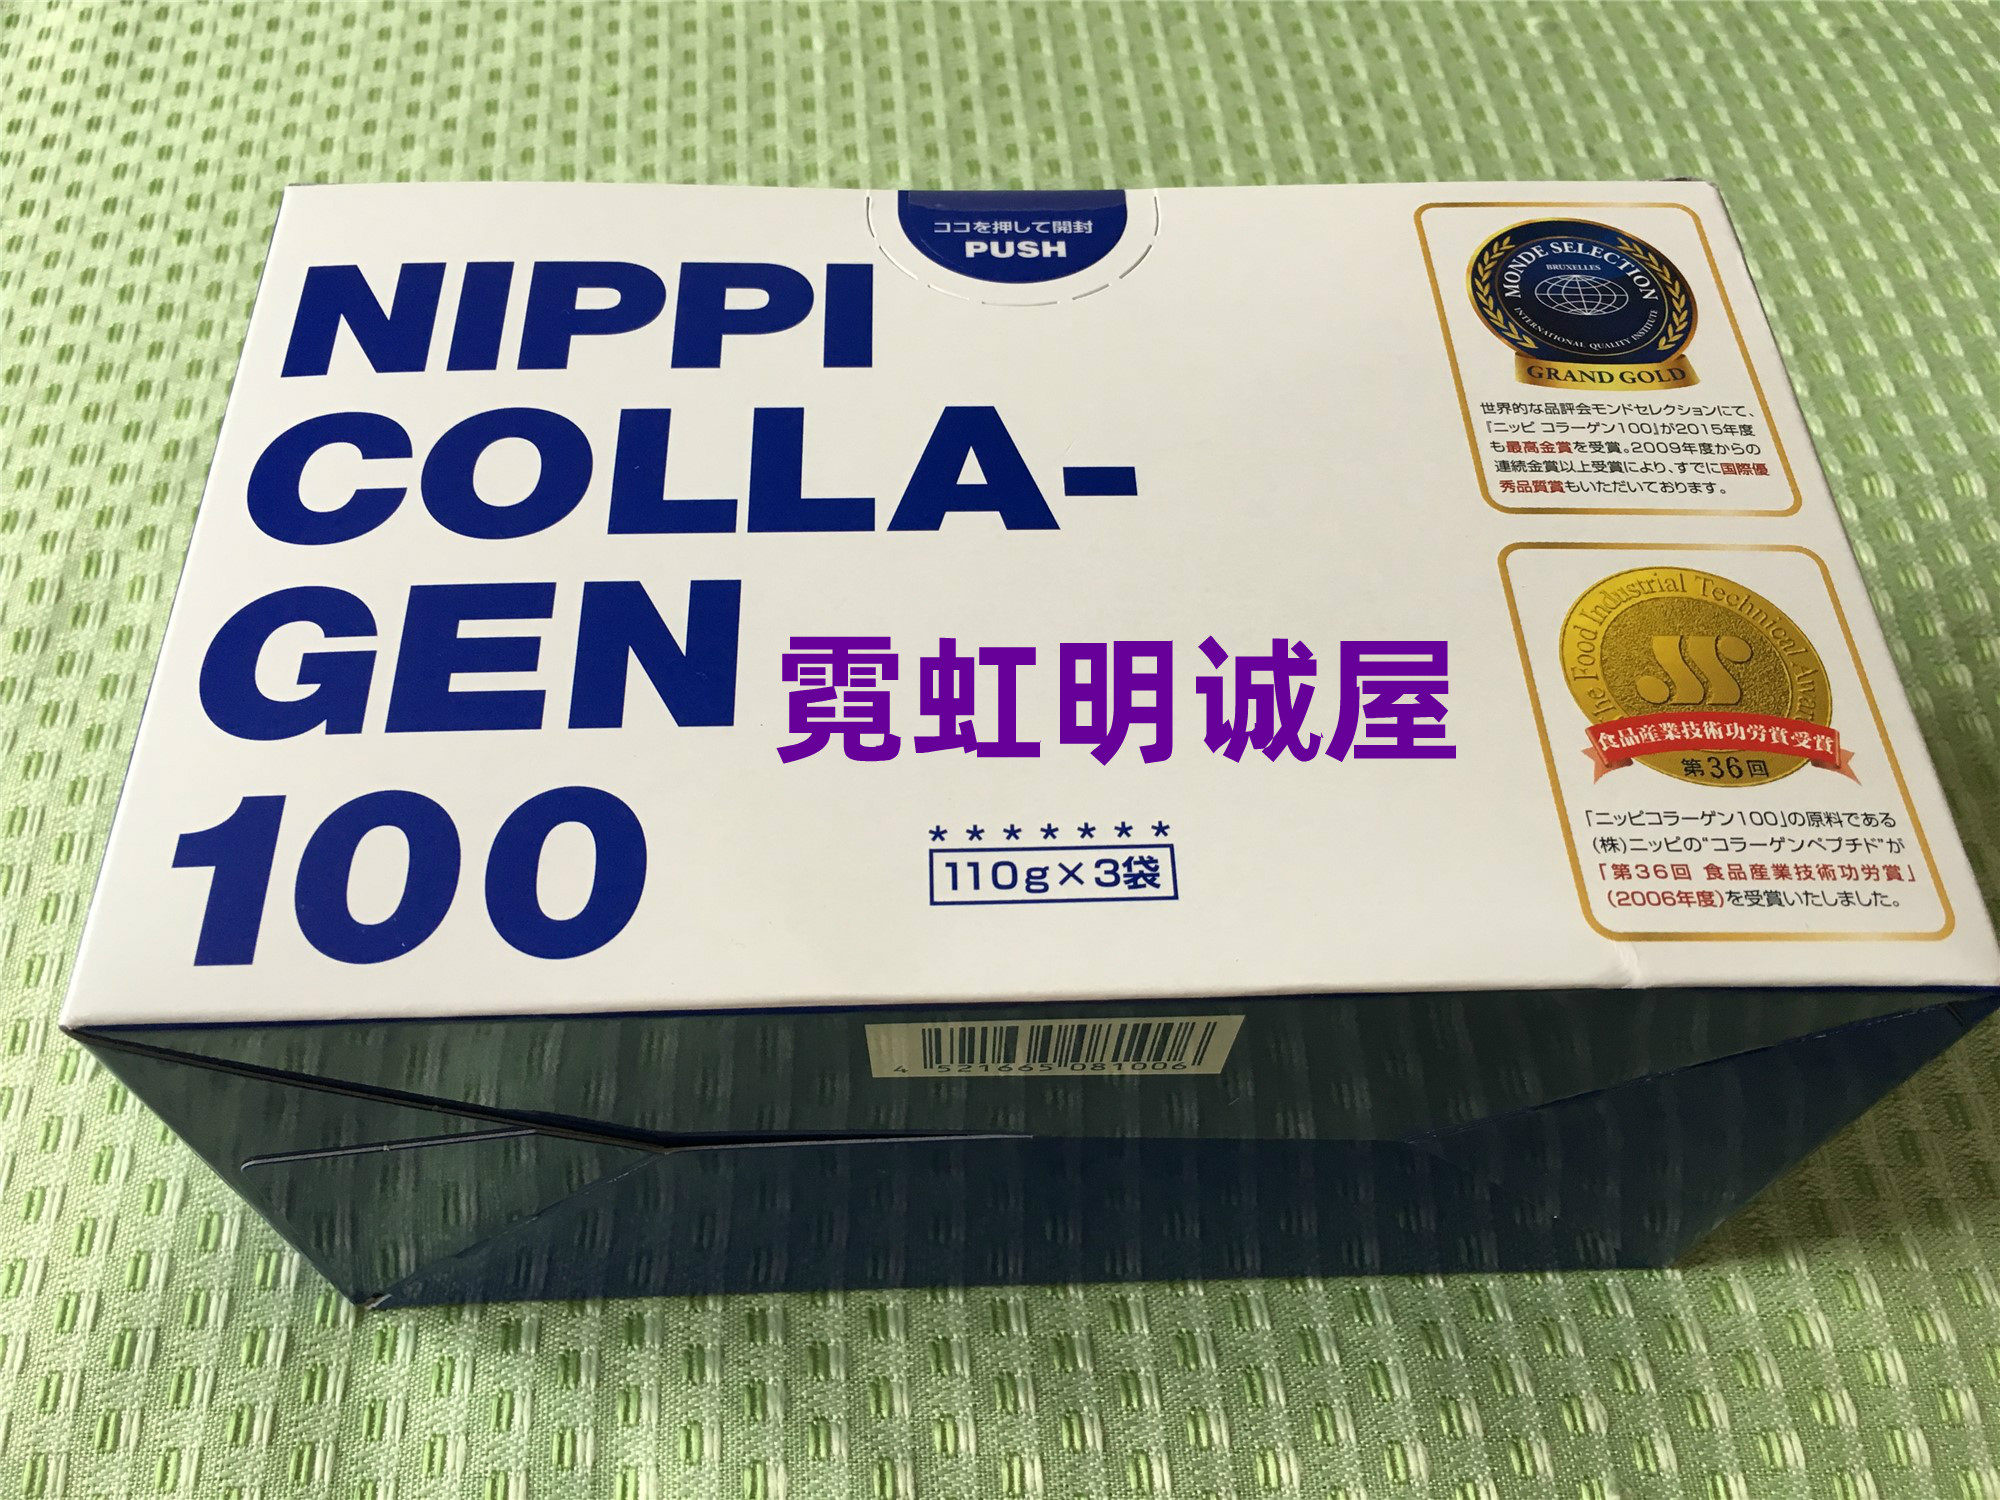 ココを押して開封
PUSH
NIPPI
COLLA-
GEN
100
霓虹明诚屋
*******
110g×3袋
MONDE SELECTION
BRUXELLES
INTERNATIONAL QUALITY INSTITUTE
GRAND GOLD
世界的な品評会モンドセレクションにて、
『ニッピ コラーゲン100』が2015年度
も最高金賞を受賞。2009年度からの
連続金賞以上受賞により、すでに国際優
秀品質賞もいただいております。
The Food Industrial Technical Award
食品産業技術功労賞受賞
第36回
「ニッピコラーゲン100」の原料である
(株)ニッピの"コラーゲンペプチド"が
「第36回 食品産業技術功労賞」
(2006年度)を受賞いたしました。
4 521665 081006